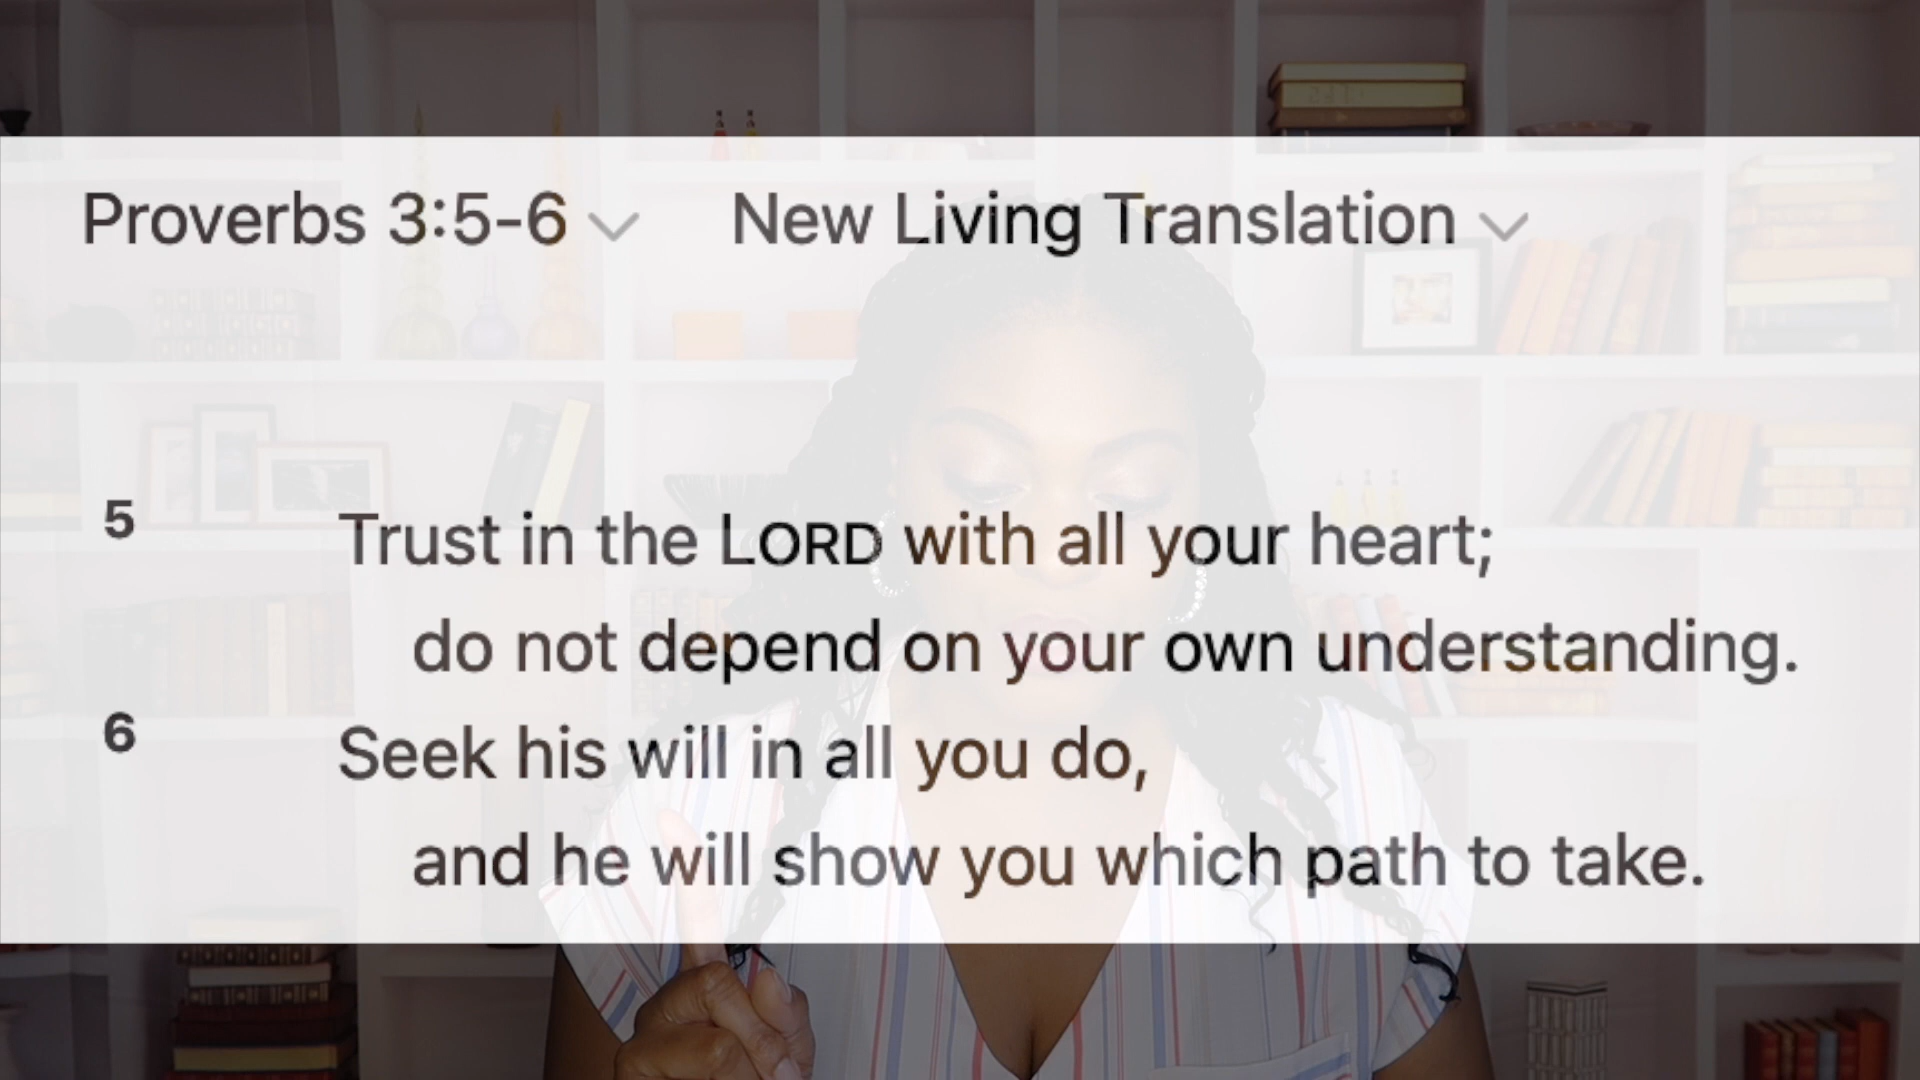 Proverbs 3:5-6 New Living Translation
5 Trust in the LORD with all your heart;
do not depend on your own understanding.
6 Seek his will in all you do,
and he will show you which path to take.